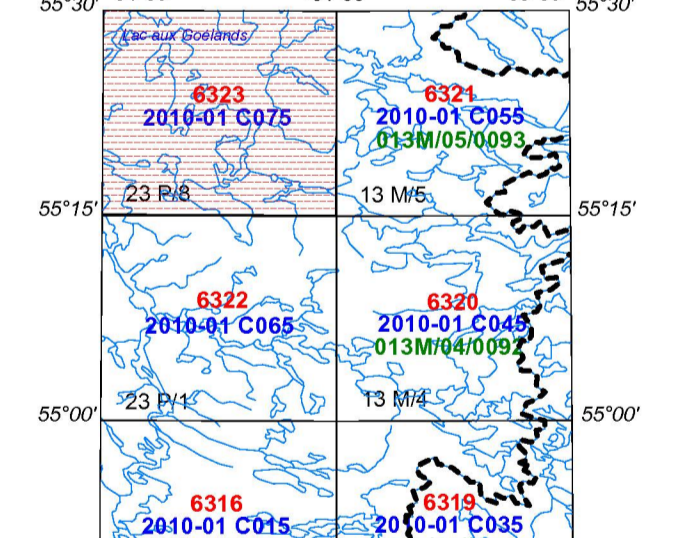 55°30' 55°30'
Lac aux Goélands
6323
2010-01 C075
23 P/8
6321
2010-01 C055
013M/05/0093
13 M/5
55°15' 55°15'
6322
2010-01 C065
23 P/1
6320
2010-01 C045
013M/04/0092
13 M/4
55°00' 55°00'
6316
2010-01 C015
6319
2010-01 C035